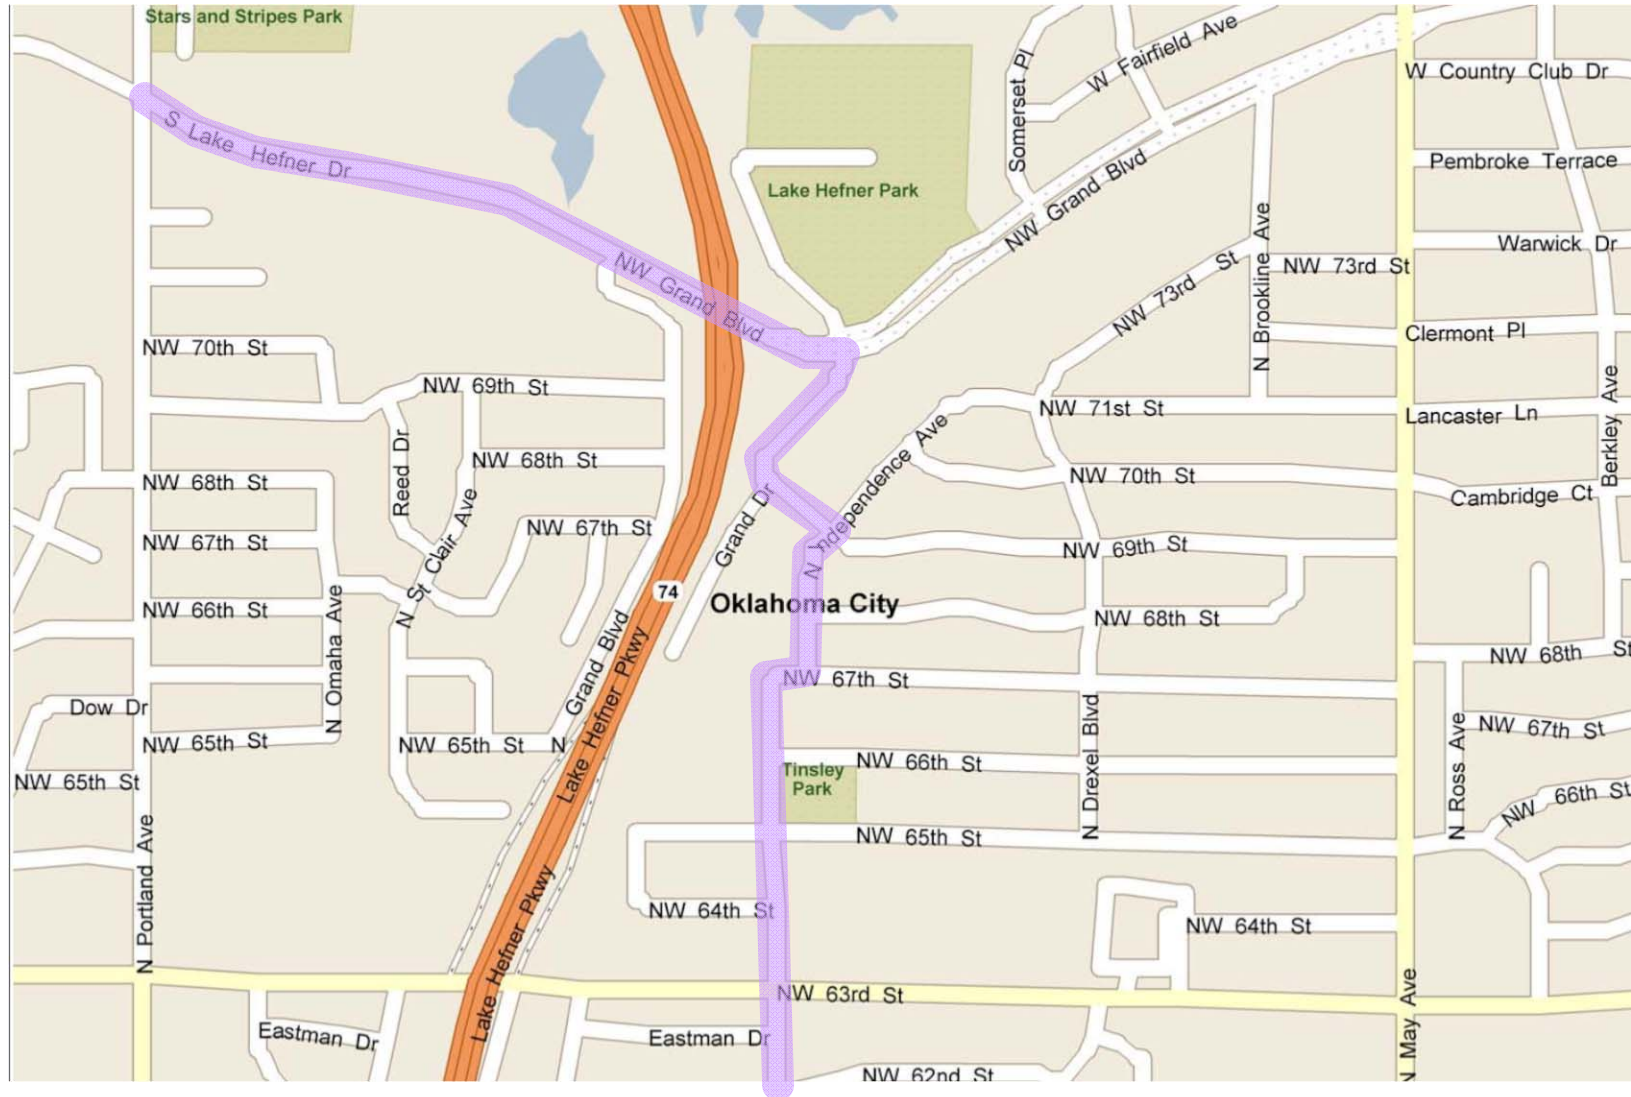 Stars and Stripes Park
S Lake Hefner Dr
Somerset Pl
W Fairfield Ave
W Country Club Dr
Pembroke Terrace
Lake Hefner Park
NW Grand Blvd
NW Grand Blvd
Warwick Dr
NW 73rd St
NW 73rd St
N Brookline Ave
Clermont Pl
NW 70th St
NW 69th St
NW 71st St
Lancaster Ln
Berkley Ave
Reed Dr
NW 68th St
NW 68th St
N Independence Ave
NW 70th St
Cambridge Ct
Grand Dr
NW 67th St
N St Clair Ave
NW 67th St
NW 69th St
74
Oklahoma City
NW 66th St
N Omaha Ave
NW 68th St
NW 68th St
Grand Blvd
N
Lake Hefner Pkwy
NW 67th St
Dow Dr
NW 65th St
NW 65th St
NW 65th St
N Drexel Blvd
N Ross Ave
NW 67th St
NW 66th St
Tinsley
Park
NW 66th St
N Portland Ave
NW 65th St
Lake Hefner Pkwy
NW 64th St
NW 64th St
NW 63rd St
N May Ave
Eastman Dr
Eastman Dr
NW 62nd St